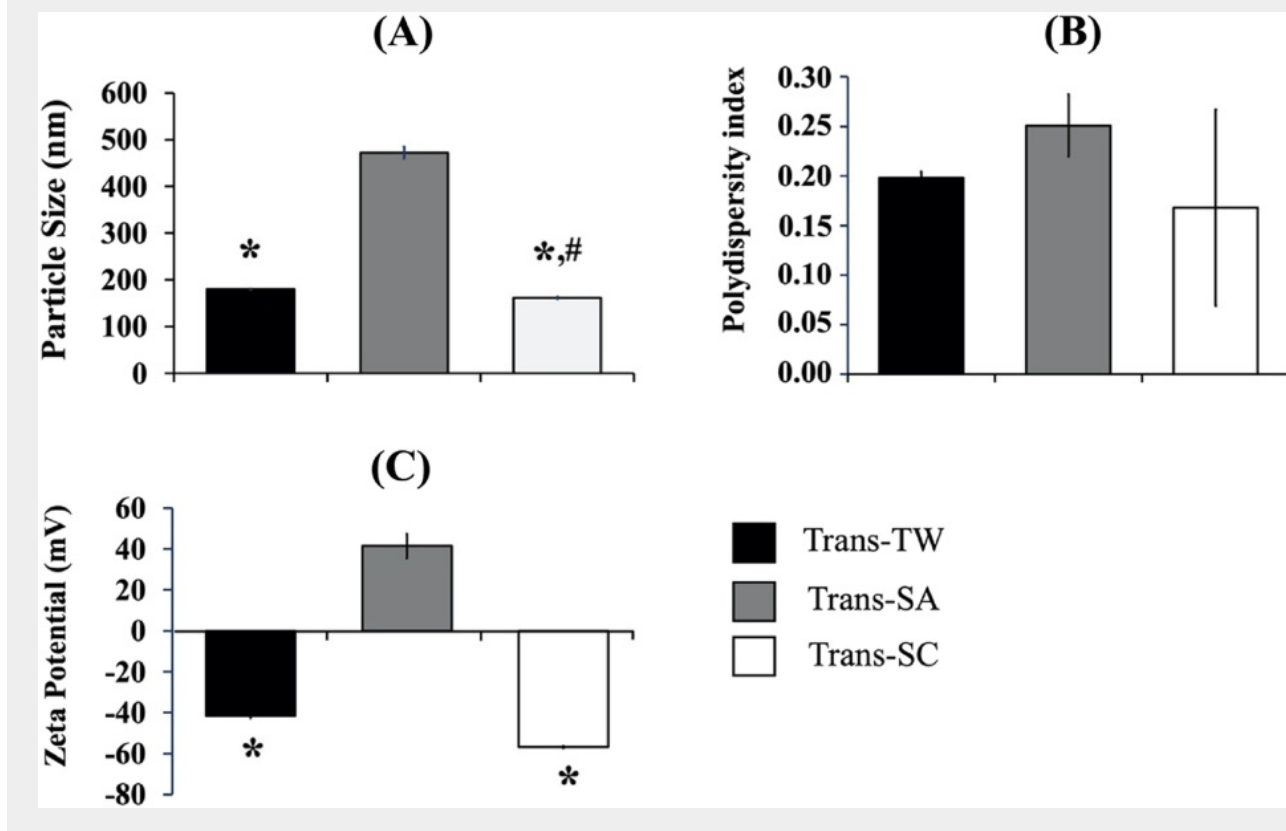 (A)
Particle Size (nm)
600
500
400
300
200
100
0
*
*,#
(B)
Polydispersity index
0.30
0.25
0.20
0.15
0.10
0.05
0.00
(C)
Zeta Potential (mV)
60
40
20
0
-20
-40
-60
-80
*
*
Trans-TW
Trans-SA
Trans-SC